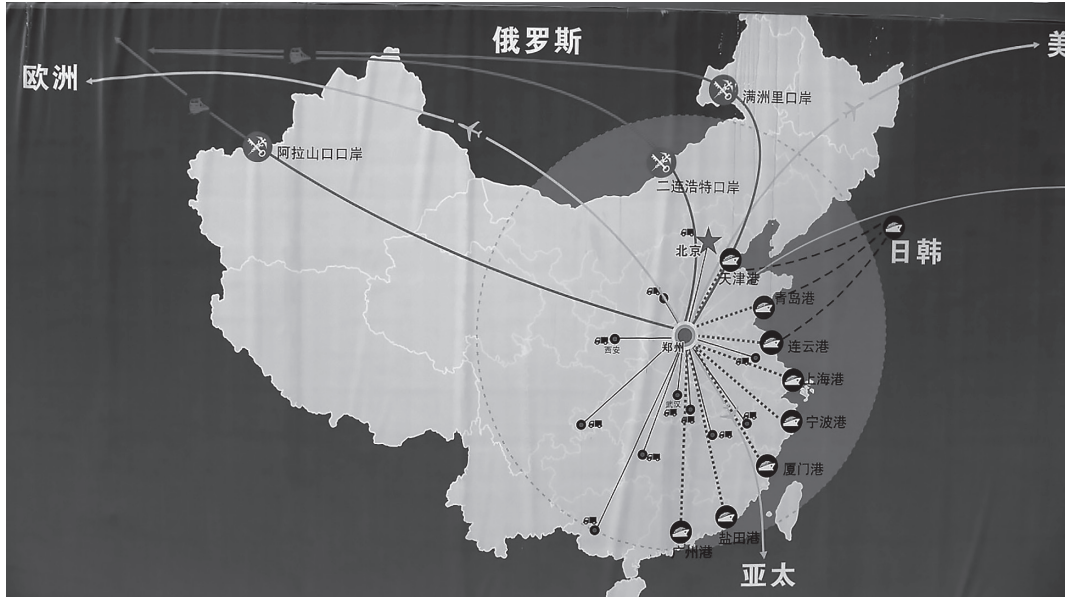 俄罗斯
美
欧洲
满洲里口岸
阿拉山口口岸
二连浩特口岸
北京
日韩
天津港
青岛港
郑州
连云港
西安
上海港
武汉
宁波港
厦门港
盐田港
广州港
亚太